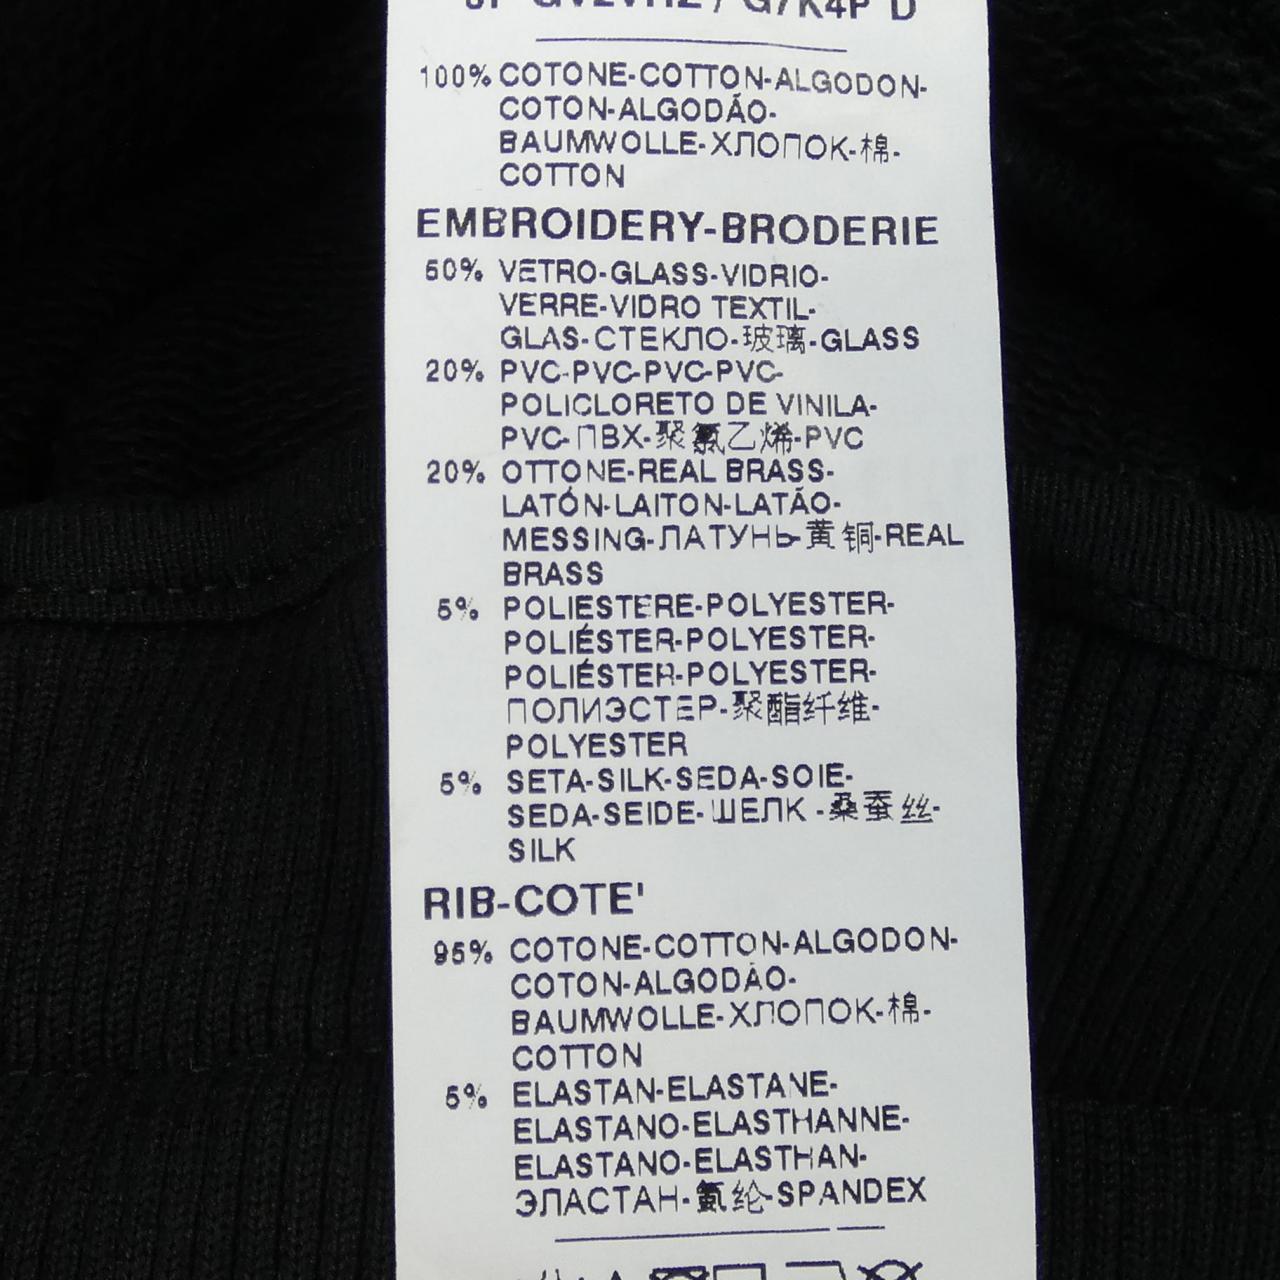 G7K4P D
100% COTONE-COTTON-ALGODON-
COTON-ALGODÃO-
BAUMWOLLE-ХЛОПОК-棉-
COTTON
EMBROIDERY-BRODERIE
50% VETRO-GLASS-VIDRIO-
VERRE-VIDRO TEXTIL-
GLAS-СТЕКЛО-玻璃-GLASS
20% PVC-PVC-PVC-PVC-
POLICLORETO DE VINILA-
PVC-ПВХ-聚氯乙烯-PVC
20% OTTONE-REAL BRASS-
LATÓN-LAITON-LATÃO-
MESSING-ЛАТУНЬ-黄铜-REAL
BRASS
5% POLIESTERE-POLYESTER-
POLIÉSTER-POLYESTER-
POLIÉSTER-POLYESTER-
ПОЛИЭСТЕР-聚酯纤维-
POLYESTER
5% SETA-SILK-SEDA-SOIE-
SEDA-SEIDE-ШЕЛК -桑蚕丝-
SILK
RIB-COTE'
95% COTONE-COTTON-ALGODON-
COTON-ALGODÃO-
BAUMWOLLE-ХЛОПОК-棉-
COTTON
5% ELASTAN-ELASTANE-
ELASTANO-ELASTHANNE-
ELASTANO-ELASTHAN-
ЭЛАСТАН-氨纶-SPANDEX